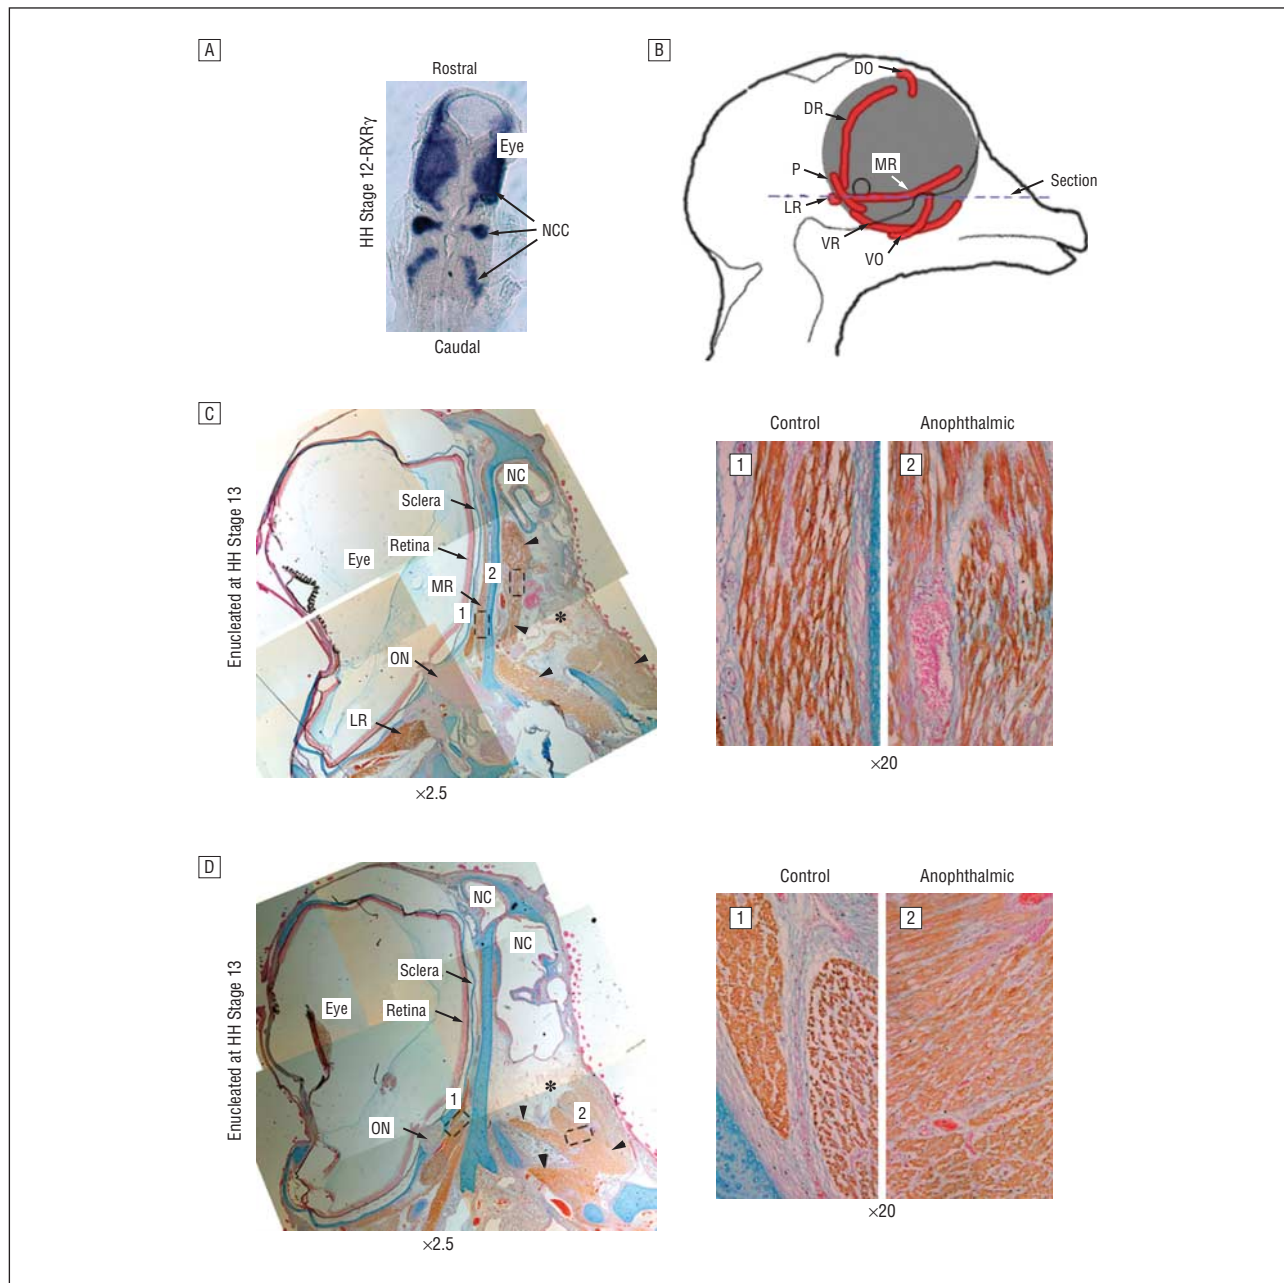 A
Rostral
HH Stage 12-RXRγ
Eye
NCC
Caudal
B
DO
DR
P
MR
Section
LR
VR
VO
C
Enucleated at HH Stage 13
NC
Sclera
Retina
Eye
2
MR
1
*
ON
LR
×2.5
Control
Anophthalmic
1
2
×20
D
Enucleated at HH Stage 13
NC
NC
Sclera
Retina
Eye
*
1
2
ON
×2.5
Control
Anophthalmic
1
2
×20